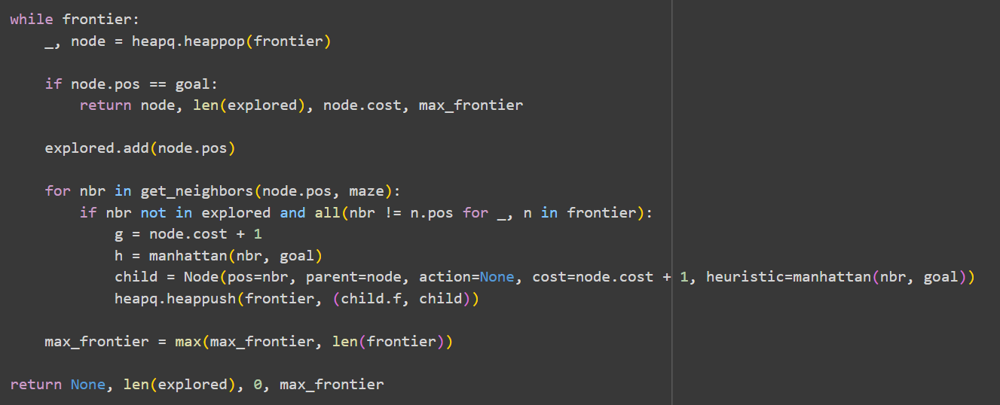 while frontier:
    _, node = heapq.heappop(frontier)
    if node.pos == goal:
        return node, len(explored), node.cost, max_frontier
    explored.add(node.pos)
    for nbr in get_neighbors(node.pos, maze):
        if nbr not in explored and all(nbr != n.pos for _, n in frontier):
            g = node.cost + 1
            h = manhattan(nbr, goal)
            child = Node(pos=nbr, parent=node, action=None, cost=node.cost + 1, heuristic=manhattan(nbr, goal))
            heapq.heappush(frontier, (child.f, child))
    max_frontier = max(max_frontier, len(frontier))
return None, len(explored), 0, max_frontier